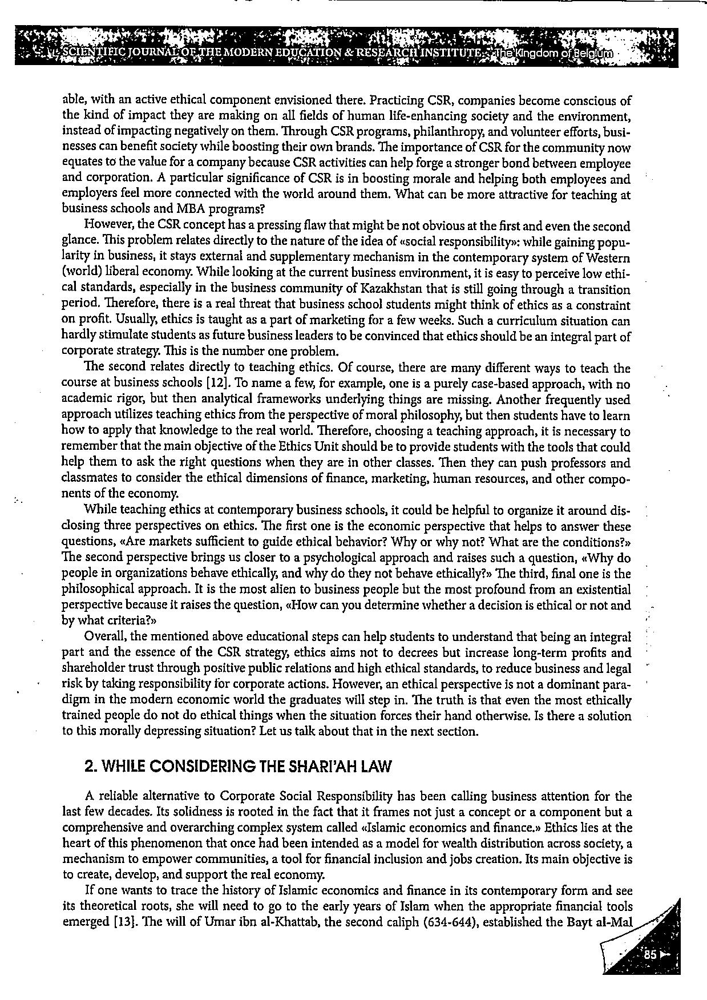 SCIENTIFIC JOURNAL OF THE MODERN EDUCATION & RESEARCH INSTITUTE The Kingdom of Belgium
able, with an active ethical component envisioned there. Practicing CSR, companies become conscious of
the kind of impact they are making on all fields of human life-enhancing society and the environment,
instead of impacting negatively on them. Through CSR programs, philanthropy, and volunteer efforts, busi-
nesses can benefit society while boosting their own brands. The importance of CSR for the community now
equates to the value for a company because CSR activities can help forge a stronger bond between employee
and corporation. A particular significance of CSR is in boosting morale and helping both employees and
employers feel more connected with the world around them. What can be more attractive for teaching at
business schools and MBA programs?
However, the CSR concept has a pressing flaw that might be not obvious at the first and even the second
glance. This problem relates directly to the nature of the idea of «social responsibility»: while gaining popu-
larity in business, it stays external and supplementary mechanism in the contemporary system of Western
(world) liberal economy. While looking at the current business environment, it is easy to perceive low ethi-
cal standards, especially in the business community of Kazakhstan that is still going through a transition
period. Therefore, there is a real threat that business school students might think of ethics as a constraint
on profit. Usually, ethics is taught as a part of marketing for a few weeks. Such a curriculum situation can
hardly stimulate students as future business leaders to be convinced that ethics should be an integral part of
corporate strategy. This is the number one problem.
The second relates directly to teaching ethics. Of course, there are many different ways to teach the
course at business schools [12]. To name a few, for example, one is a purely case-based approach, with no
academic rigor, but then analytical frameworks underlying things are missing. Another frequently used
approach utilizes teaching ethics from the perspective of moral philosophy, but then students have to learn
how to apply that knowledge to the real world. Therefore, choosing a teaching approach, it is necessary to
remember that the main objective of the Ethics Unit should be to provide students with the tools that could
help them to ask the right questions when they are in other classes. Then they can push professors and
classmates to consider the ethical dimensions of finance, marketing, human resources, and other compo-
nents of the economy.
While teaching ethics at contemporary business schools, it could be helpful to organize it around dis-
closing three perspectives on ethics. The first one is the economic perspective that helps to answer these
questions, «Are markets sufficient to guide ethical behavior? Why or why not? What are the conditions?»
The second perspective brings us closer to a psychological approach and raises such a question, «Why do
people in organizations behave ethically, and why do they not behave ethically?» The third, final one is the
philosophical approach. It is the most alien to business people but the most profound from an existential
perspective because it raises the question, «How can you determine whether a decision is ethical or not and
by what criteria?»
Overall, the mentioned above educational steps can help students to understand that being an integral
part and the essence of the CSR strategy, ethics aims not to decrees but increase long-term profits and
shareholder trust through positive public relations and high ethical standards, to reduce business and legal
risk by taking responsibility for corporate actions. However, an ethical perspective is not a dominant para-
digm in the modern economic world the graduates will step in. The truth is that even the most ethically
trained people do not do ethical things when the situation forces their hand otherwise. Is there a solution
to this morally depressing situation? Let us talk about that in the next section.
2. WHILE CONSIDERING THE SHARI'AH LAW
A reliable alternative to Corporate Social Responsibility has been calling business attention for the
last few decades. Its solidness is rooted in the fact that it frames not just a concept or a component but a
comprehensive and overarching complex system called «Islamic economics and finance.» Ethics lies at the
heart of this phenomenon that once had been intended as a model for wealth distribution across society, a
mechanism to empower communities, a tool for financial inclusion and jobs creation. Its main objective is
to create, develop, and support the real economy.
If one wants to trace the history of Islamic economics and finance in its contemporary form and see
its theoretical roots, she will need to go to the early years of Islam when the appropriate financial tools
emerged [13]. The will of Umar ibn al-Khattab, the second caliph (634-644), established the Bayt al-Mal
85